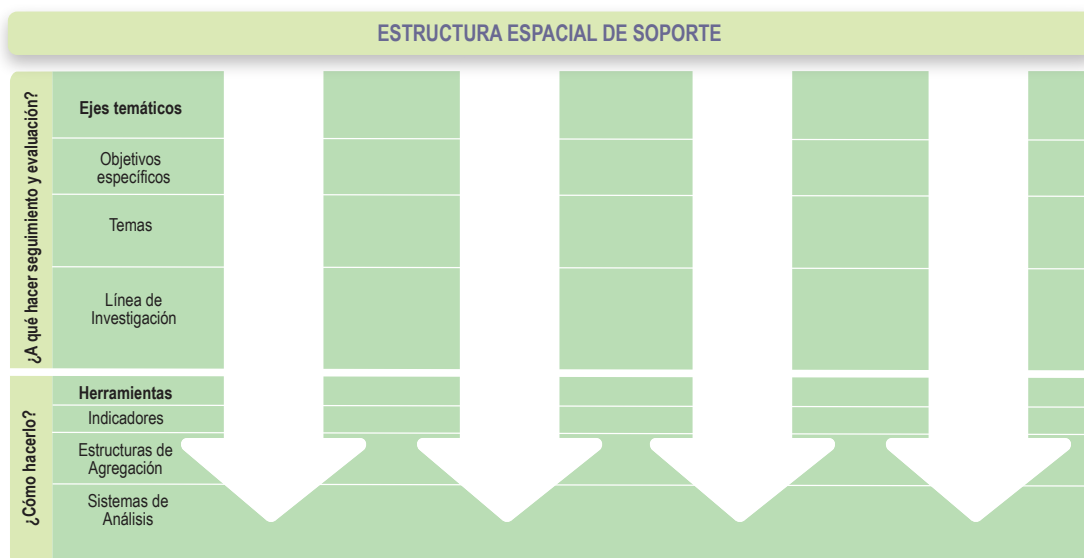 ESTRUCTURA ESPACIAL DE SOPORTE
¿A qué hacer seguimiento y evaluación?
Ejes temáticos
Objetivos
específicos
Temas
Línea de
Investigación
¿Cómo hacerlo?
Herramientas
Indicadores
Estructuras de
Agregación
Sistemas de
Análisis